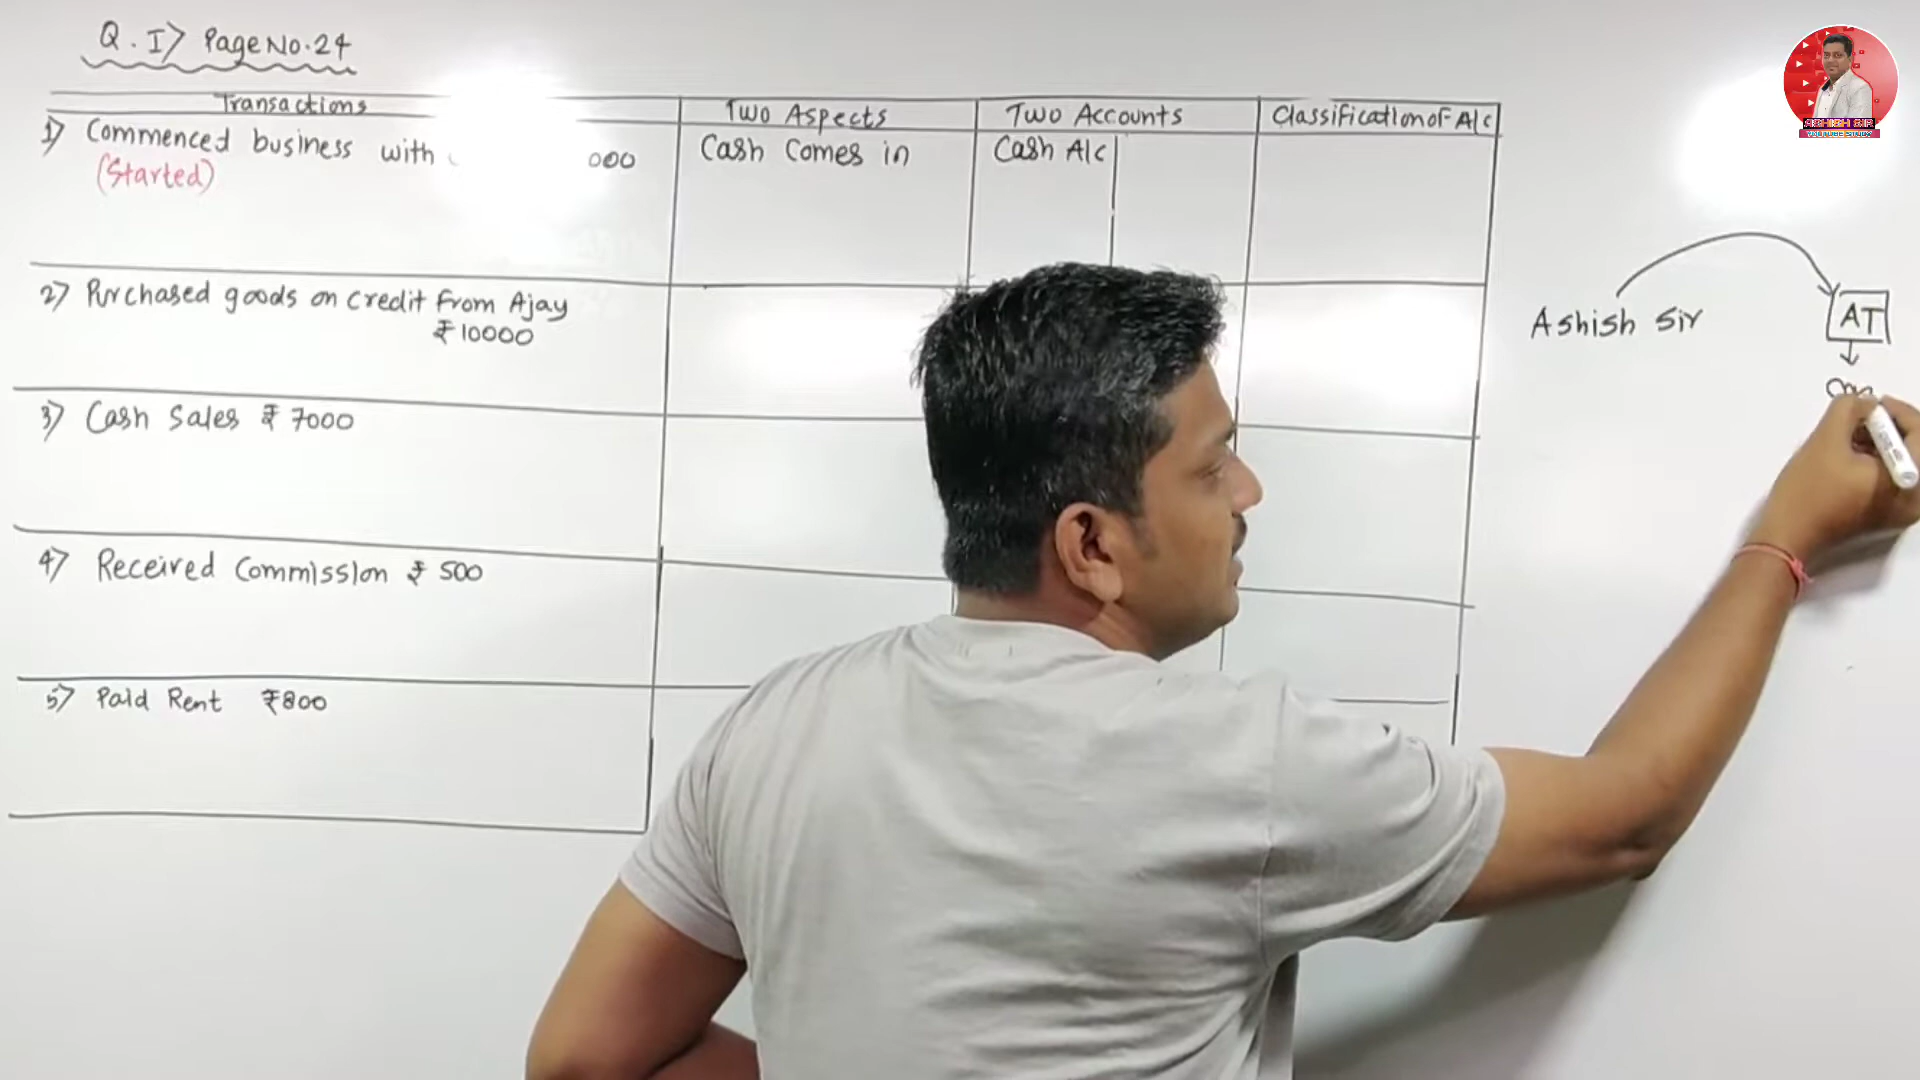 Q.I> Page No.24
Transactions
Two Aspects
Two Accounts
Classification of A/c
1) Commenced business with 000
(Started)
Cash Comes in
Cash A/c
2) Purchased goods on credit from Ajay
₹10000
3) Cash Sales ₹ 7000
4) Received Commission ₹ 500
5) Paid Rent ₹800
Ashish Sir
AT
ASHISH SIR